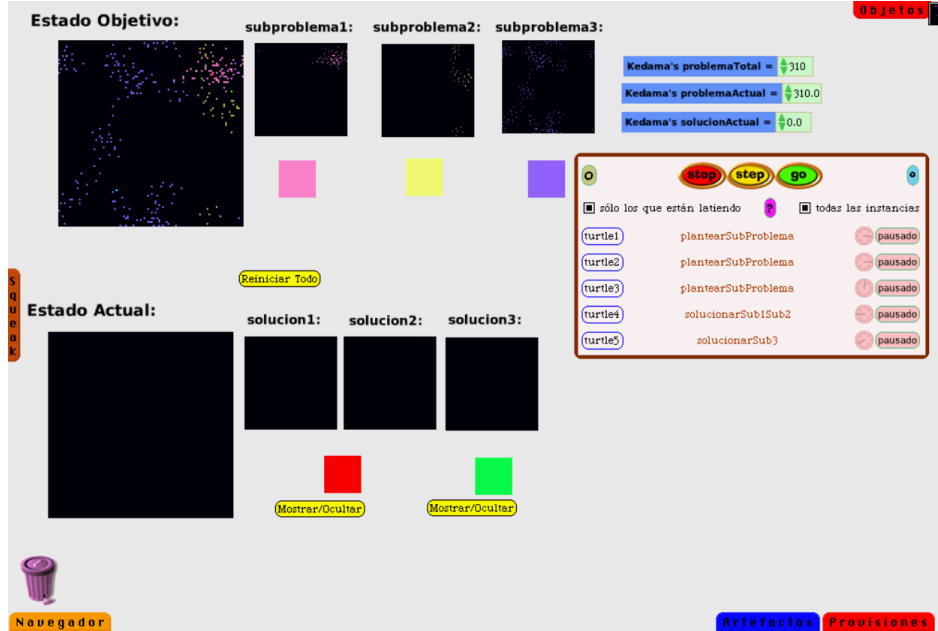 Objetos
Estado Objetivo:
subproblema1:
subproblema2:
subproblema3:
Kedama's problemaTotal = 310
Kedama's problemaActual = 310.0
Kedama's solucionActual = 0.0
stop step go
sólo los que están latiendo ? todas las instancias
turtle1 plantearSubProblema pausado
turtle2 plantearSubProblema pausado
turtle3 plantearSubProblema pausado
turtle4 solucionarSub1Sub2 pausado
turtle5 solucionarSub3 pausado
Reiniciar Todo
Squeak
Estado Actual:
solucion1:
solucion2:
solucion3:
Mostrar/Ocultar
Mostrar/Ocultar
Navegador
Artefactos
Provisiones